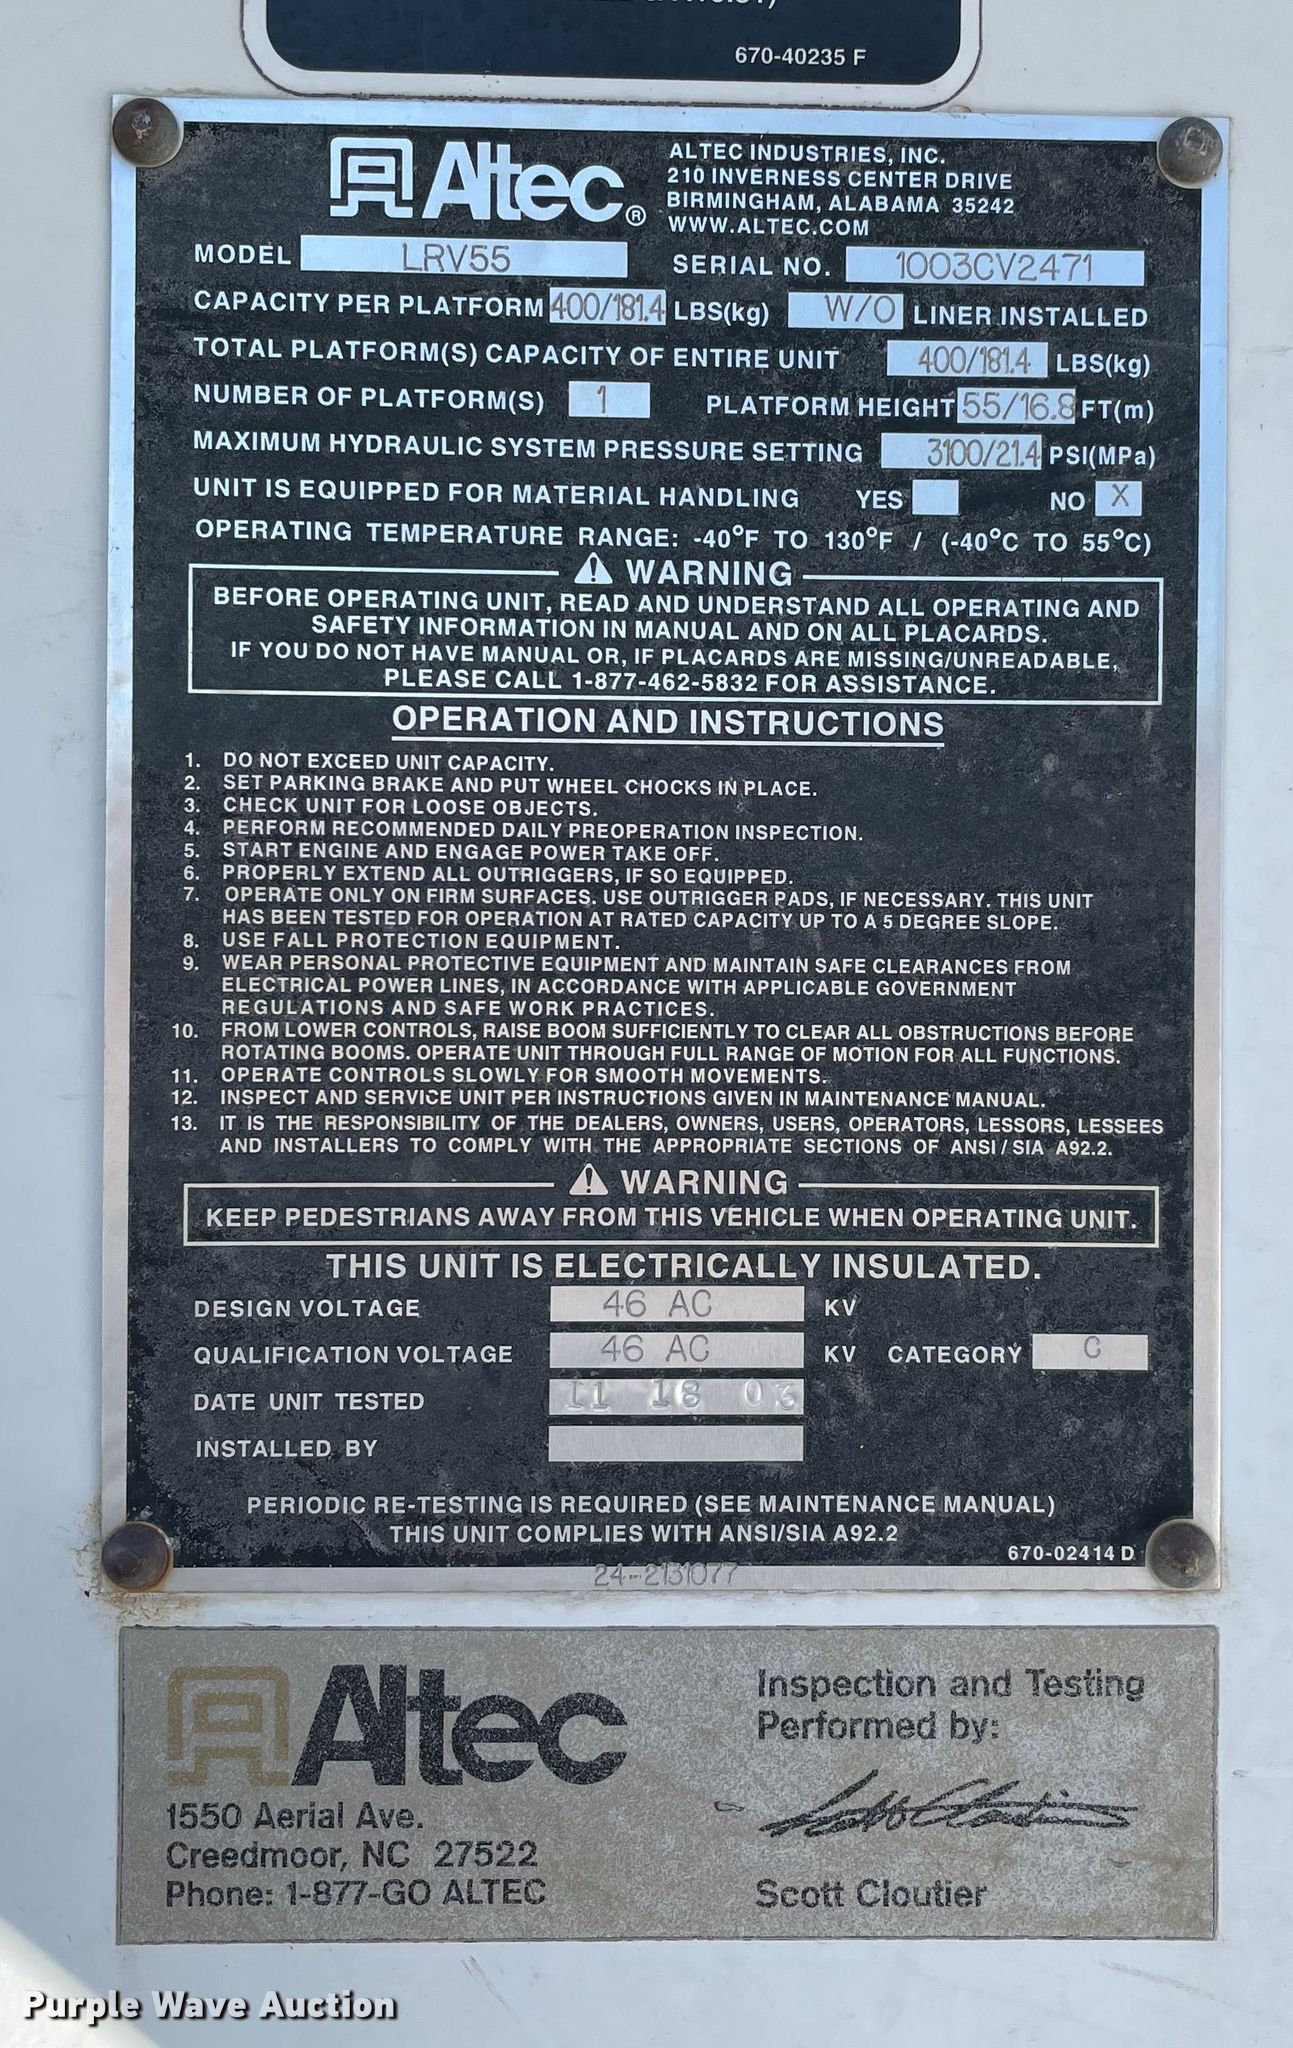 670-40235 F
Altec®
ALTEC INDUSTRIES, INC.
210 INVERNESS CENTER DRIVE
BIRMINGHAM, ALABAMA 35242
WWW.ALTEC.COM
MODEL LRV55 SERIAL NO. 1003CV2471
CAPACITY PER PLATFORM 400/181.4 LBS(kg) W/O LINER INSTALLED
TOTAL PLATFORM(S) CAPACITY OF ENTIRE UNIT 400/181.4 LBS(kg)
NUMBER OF PLATFORM(S) 1 PLATFORM HEIGHT 55/16.8 FT(m)
MAXIMUM HYDRAULIC SYSTEM PRESSURE SETTING 3100/21.4 PSI(MPa)
UNIT IS EQUIPPED FOR MATERIAL HANDLING YES NO X
OPERATING TEMPERATURE RANGE: -40°F TO 130°F / (-40°C TO 55°C)
WARNING
BEFORE OPERATING UNIT, READ AND UNDERSTAND ALL OPERATING AND
SAFETY INFORMATION IN MANUAL AND ON ALL PLACARDS.
IF YOU DO NOT HAVE MANUAL OR, IF PLACARDS ARE MISSING/UNREADABLE,
PLEASE CALL 1-877-462-5832 FOR ASSISTANCE.
OPERATION AND INSTRUCTIONS
1. DO NOT EXCEED UNIT CAPACITY.
2. SET PARKING BRAKE AND PUT WHEEL CHOCKS IN PLACE.
3. CHECK UNIT FOR LOOSE OBJECTS.
4. PERFORM RECOMMENDED DAILY PREOPERATION INSPECTION.
5. START ENGINE AND ENGAGE POWER TAKE OFF.
6. PROPERLY EXTEND ALL OUTRIGGERS, IF SO EQUIPPED.
7. OPERATE ONLY ON FIRM SURFACES. USE OUTRIGGER PADS, IF NECESSARY. THIS UNIT
HAS BEEN TESTED FOR OPERATION AT RATED CAPACITY UP TO A 5 DEGREE SLOPE.
8. USE FALL PROTECTION EQUIPMENT.
9. WEAR PERSONAL PROTECTIVE EQUIPMENT AND MAINTAIN SAFE CLEARANCES FROM
ELECTRICAL POWER LINES, IN ACCORDANCE WITH APPLICABLE GOVERNMENT
REGULATIONS AND SAFE WORK PRACTICES.
10. FROM LOWER CONTROLS, RAISE BOOM SUFFICIENTLY TO CLEAR ALL OBSTRUCTIONS BEFORE
ROTATING BOOMS. OPERATE UNIT THROUGH FULL RANGE OF MOTION FOR ALL FUNCTIONS.
11. OPERATE CONTROLS SLOWLY FOR SMOOTH MOVEMENTS.
12. INSPECT AND SERVICE UNIT PER INSTRUCTIONS GIVEN IN MAINTENANCE MANUAL.
13. IT IS THE RESPONSIBILITY OF THE DEALERS, OWNERS, USERS, OPERATORS, LESSORS, LESSEES
AND INSTALLERS TO COMPLY WITH THE APPROPRIATE SECTIONS OF ANSI/SIA A92.2.
WARNING
KEEP PEDESTRIANS AWAY FROM THIS VEHICLE WHEN OPERATING UNIT.
THIS UNIT IS ELECTRICALLY INSULATED.
DESIGN VOLTAGE 46 AC KV
QUALIFICATION VOLTAGE 46 AC KV CATEGORY C
DATE UNIT TESTED 11 18 03
INSTALLED BY
PERIODIC RE-TESTING IS REQUIRED (SEE MAINTENANCE MANUAL)
THIS UNIT COMPLIES WITH ANSI/SIA A92.2
670-02414 D
24-2131077
Altec
1550 Aerial Ave.
Creedmoor, NC 27522
Phone: 1-877-GO ALTEC
Inspection and Testing
Performed by:
Scott Cloutier
Purple Wave Auction